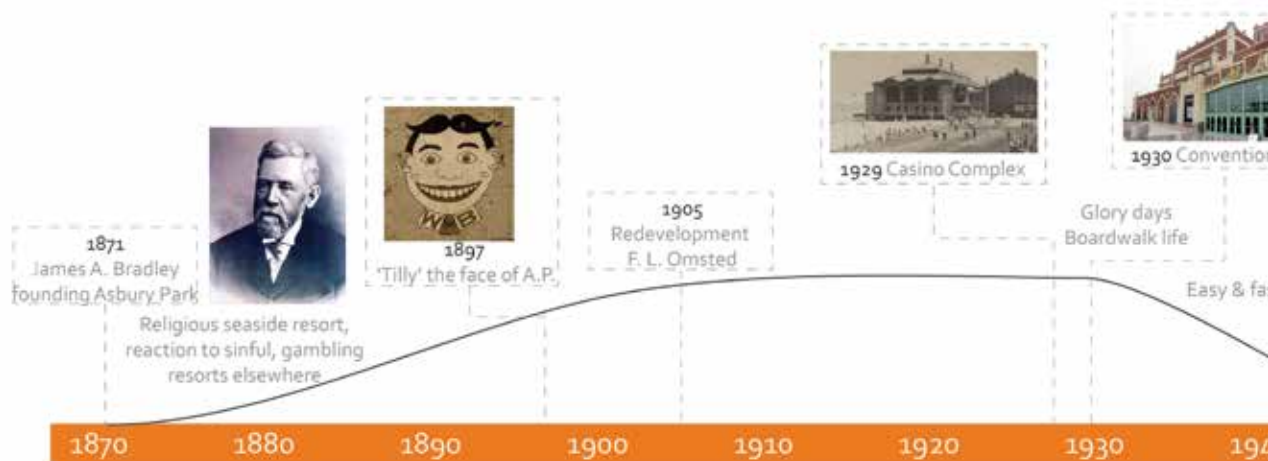 1871
James A. Bradley
founding Asbury Park
Religious seaside resort,
reaction to sinful, gambling
resorts elsewhere
W B
1897
'Tilly' the face of A.P.
1905
Redevelopment
F. L. Omsted
1929 Casino Complex
1930 Convention
Glory days
Boardwalk life
Easy & fa
1870 1880 1890 1900 1910 1920 1930 194